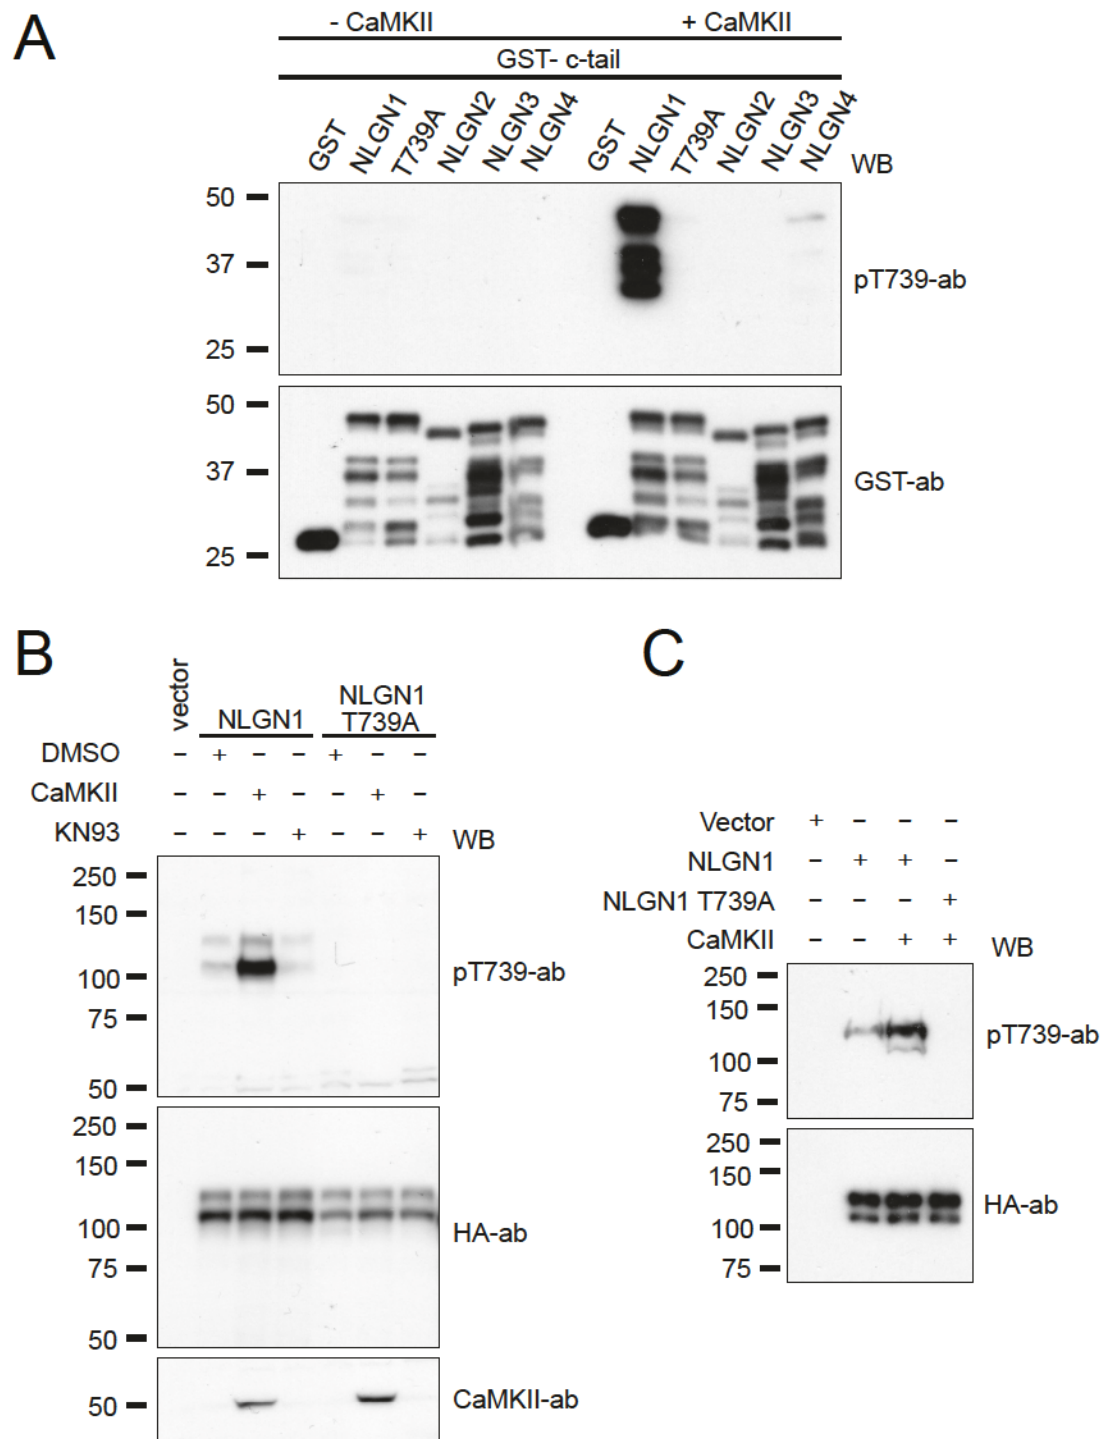 A
- CaMKII + CaMKII
GST- c-tail
GST NLGN1 T739A NLGN2 NLGN3 NLGN4 GST NLGN1 T739A NLGN2 NLGN3 NLGN4 WB
50
37
pT739-ab
25
50
37
GST-ab
25
B
C
vector
NLGN1
NLGN1 T739A
DMSO – + – – + – –
CaMKII – – + – – + –
KN93 – – – + – – + WB
250
150
100 pT739-ab
75
50
250
150
100 HA-ab
75
50
50 CaMKII-ab
Vector + – – –
NLGN1 – + + –
NLGN1 T739A – – – +
CaMKII – – + + WB
250
150
pT739-ab
100
75
250
150
HA-ab
100
75